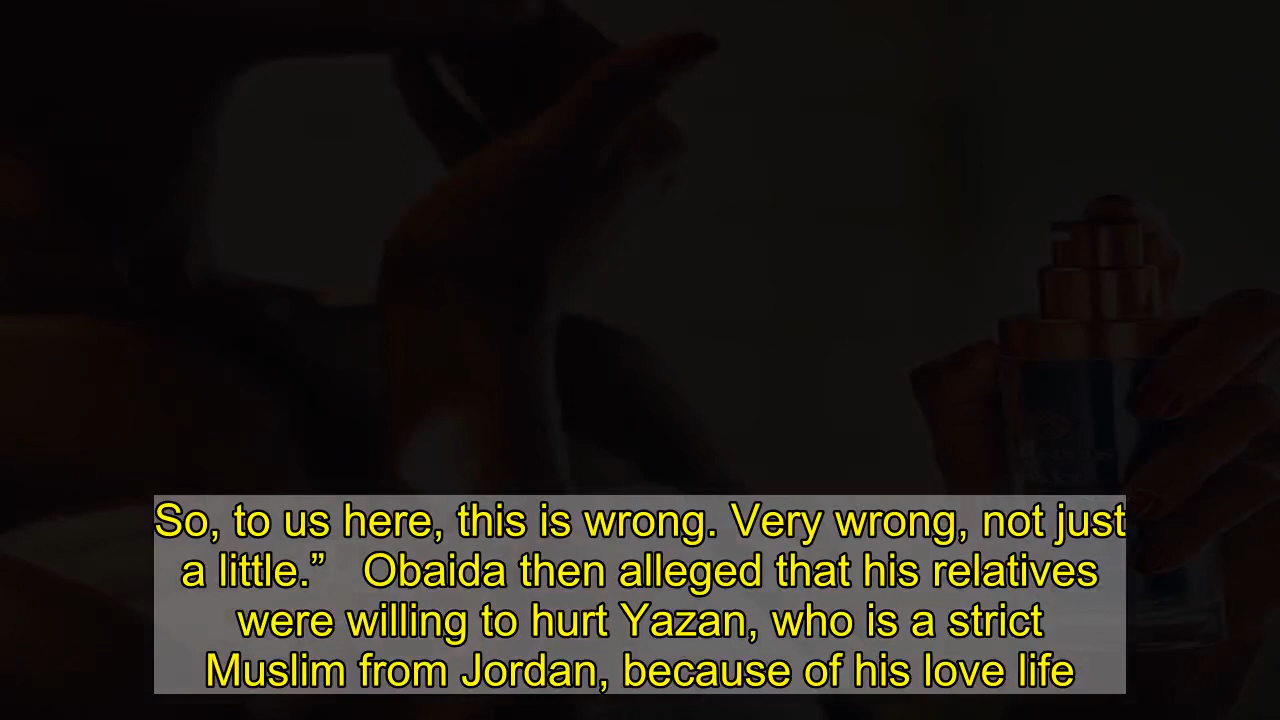 So, to us here, this is wrong. Very wrong, not just
a little.”   Obaida then alleged that his relatives
were willing to hurt Yazan, who is a strict
Muslim from Jordan, because of his love life